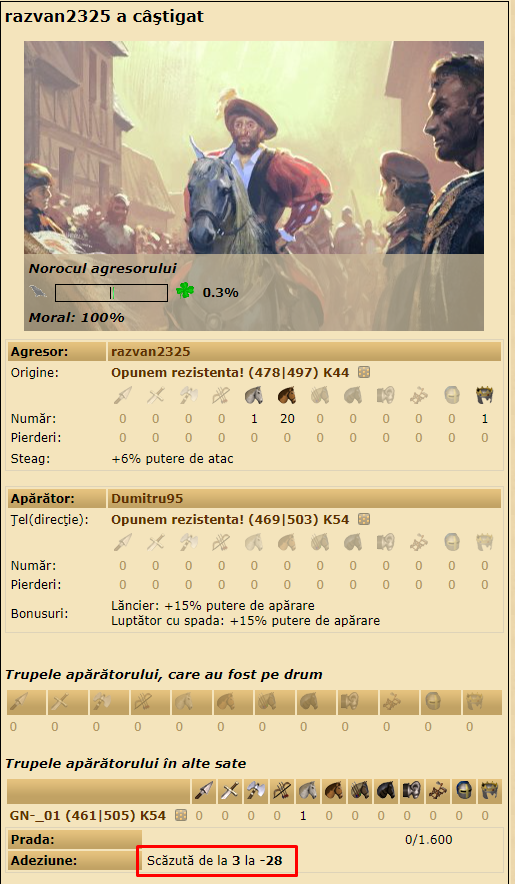 razvan2325 a câştigat
Norocul agresorului
0.3%
Moral: 100%
Agresor: razvan2325
Origine: Opunem rezistenta! (478|497) K44
Număr: 0 0 0 0 1 20 0 0 0 0 0 1
Pierderi: 0 0 0 0 0 0 0 0 0 0 0 0
Steag: +6% putere de atac
Apărător: Dumitru95
Ţel(direcţie): Opunem rezistenta! (469|503) K54
Număr: 0 0 0 0 0 0 0 0 0 0 0 0
Pierderi: 0 0 0 0 0 0 0 0 0 0 0 0
Bonusuri: Lăncier: +15% putere de apărare
Luptător cu spada: +15% putere de apărare
Trupele apărătorului, care au fost pe drum
0 0 0 0 0 0 0 0 0 0 0 0
Trupele apărătorului în alte sate
GN-_01 (461|505) K54 0 0 0 0 1 0 0 0 0 0 0 0
Prada: 0/1.600
Adeziune: Scăzută de la 3 la -28